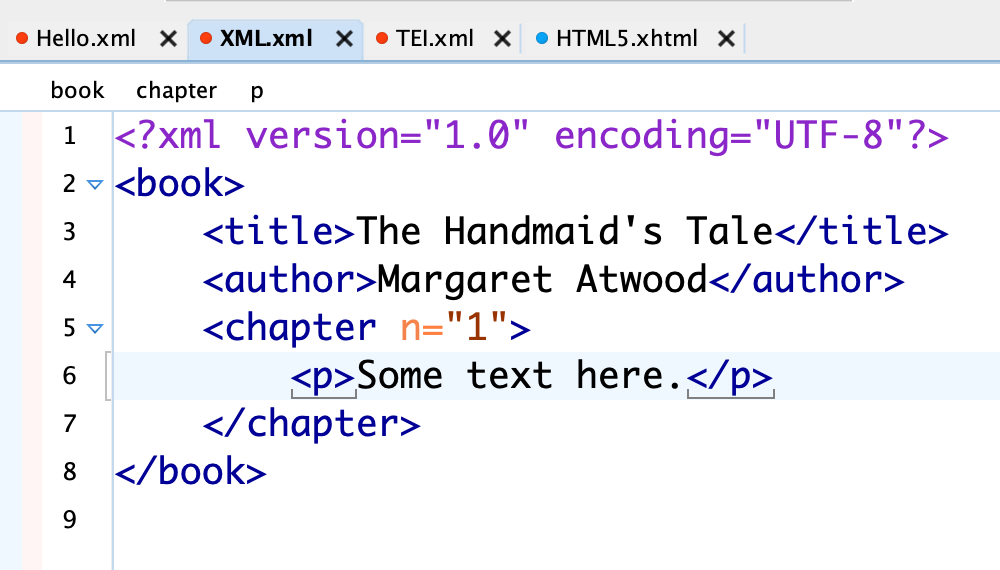 Hello.xml XML.xml TEI.xml HTML5.xhtml
book chapter p
1 <?xml version="1.0" encoding="UTF-8"?>
2 <book>
3     <title>The Handmaid's Tale</title>
4     <author>Margaret Atwood</author>
5     <chapter n="1">
6         <p>Some text here.</p>
7     </chapter>
8 </book>
9